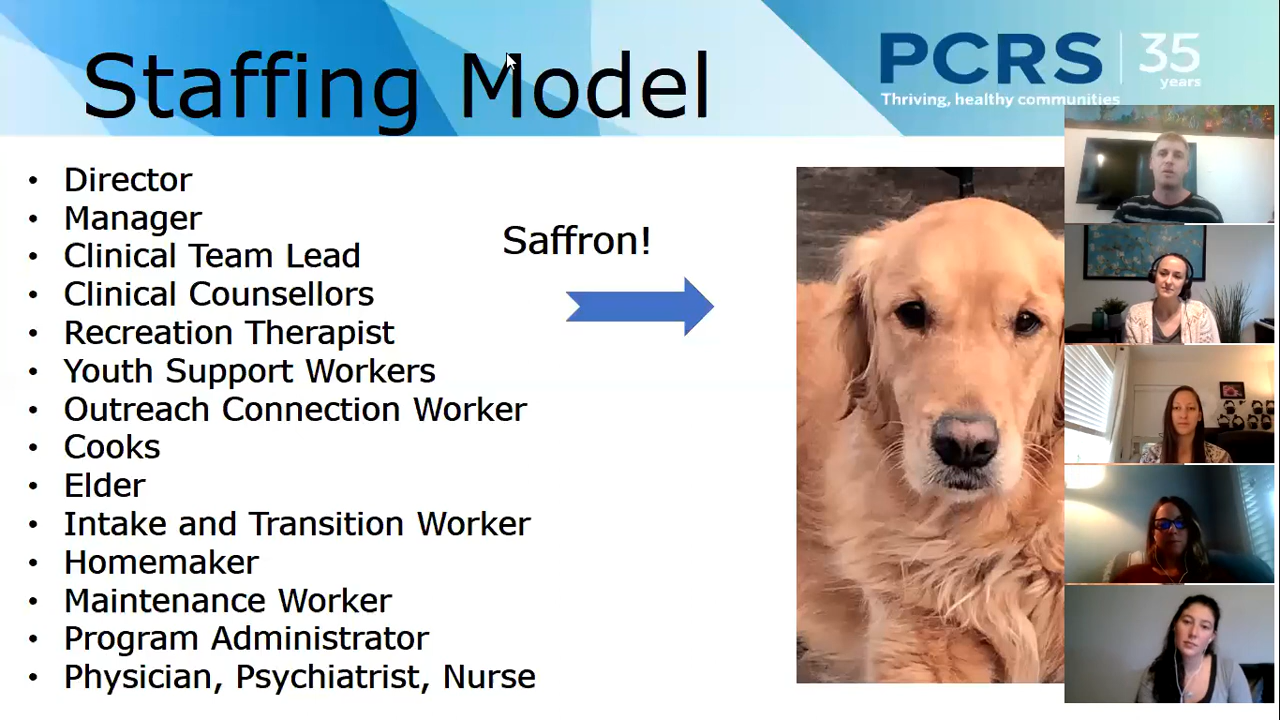 Staffing Model
PCRS 35
years
Thriving, healthy communities
• Director
• Manager
• Clinical Team Lead
• Clinical Counsellors
• Recreation Therapist
• Youth Support Workers
• Outreach Connection Worker
• Cooks
• Elder
• Intake and Transition Worker
• Homemaker
• Maintenance Worker
• Program Administrator
• Physician, Psychiatrist, Nurse
Saffron!